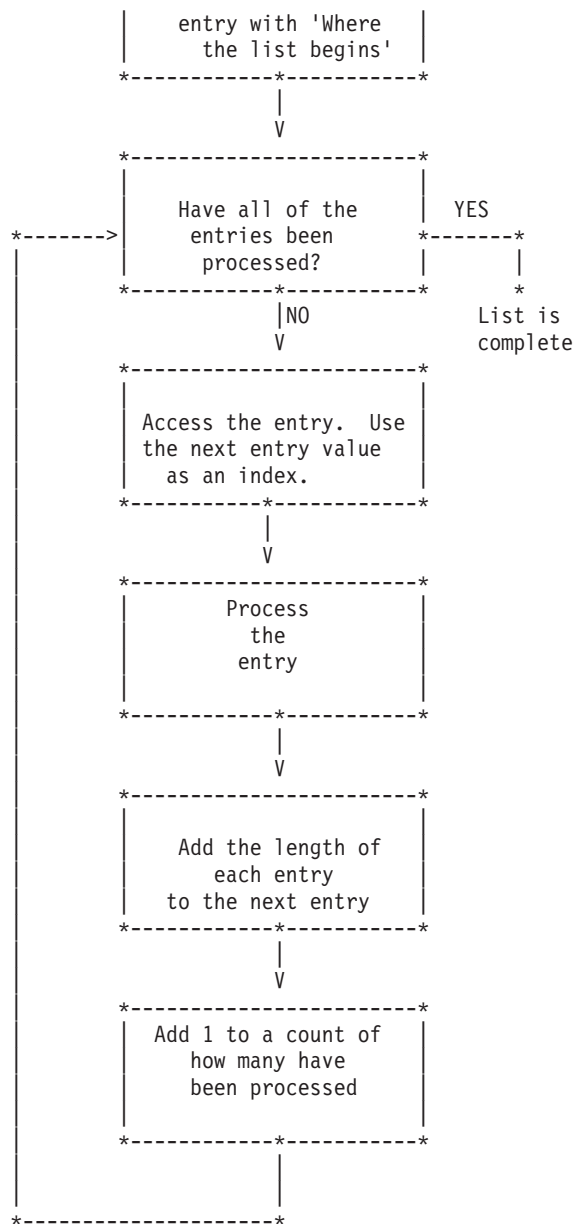 entry with 'Where
the list begins'
V
Have all of the
entries been
processed?
YES
List is
complete
NO
V
Access the entry. Use
the next entry value
as an index.
V
Process
the
entry
V
Add the length of
each entry
to the next entry
V
Add 1 to a count of
how many have
been processed